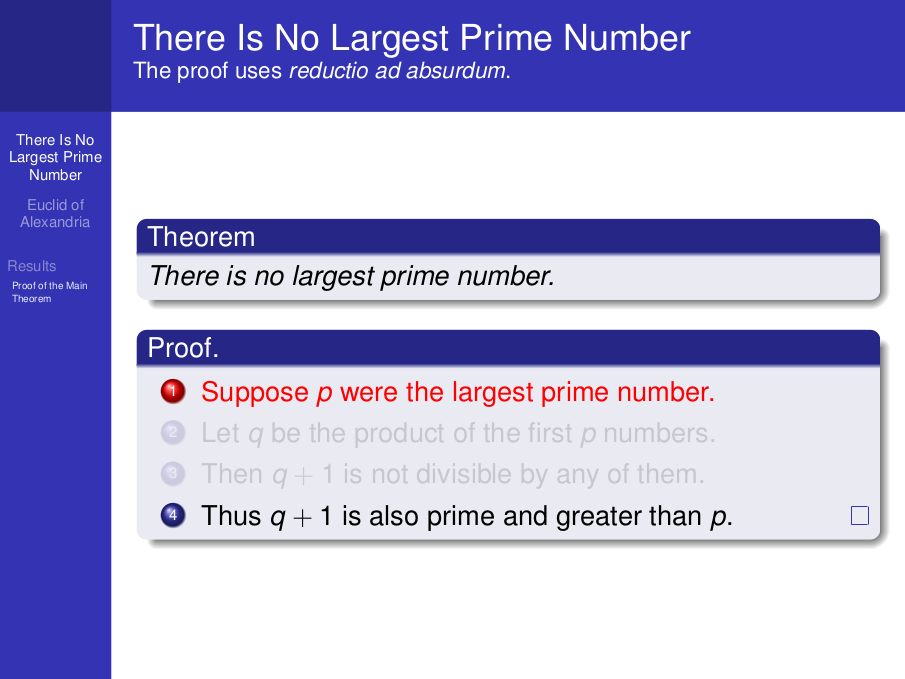 There Is No Largest Prime Number
The proof uses reductio ad absurdum.
There Is No
Largest Prime
Number
Euclid of
Alexandria
Results
Proof of the Main
Theorem
Theorem
There is no largest prime number.
Proof.
1 Suppose p were the largest prime number.
2 Let q be the product of the first p numbers.
3 Then q + 1 is not divisible by any of them.
4 Thus q + 1 is also prime and greater than p. □